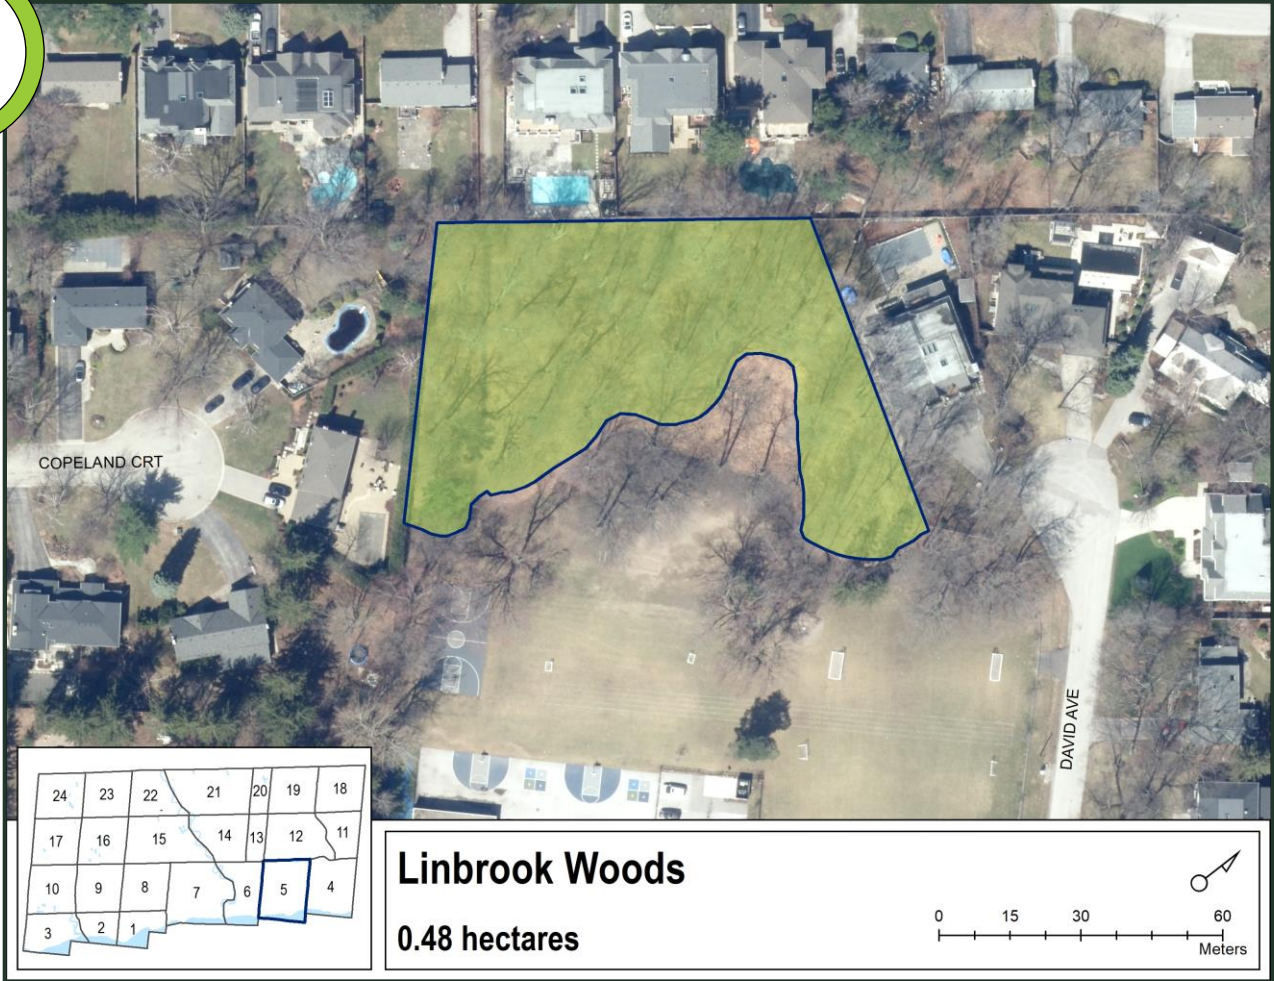 COPELAND CRT
DAVID AVE
24 23 22 21 20 19 18
17 16 15 14 13 12 11
10 9 8 7 6 5 4
3 2 1
Linbrook Woods
0.48 hectares
0 15 30 60
Meters